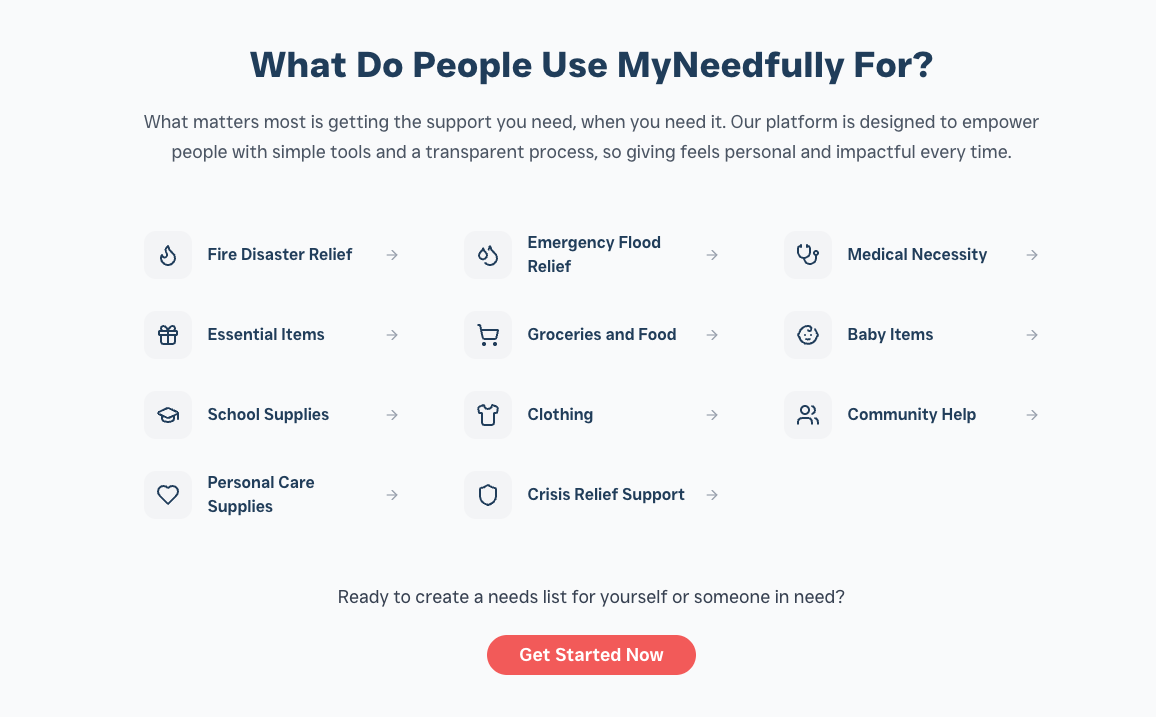 What Do People Use MyNeedfully For?
What matters most is getting the support you need, when you need it. Our platform is designed to empower
people with simple tools and a transparent process, so giving feels personal and impactful every time.
Fire Disaster Relief
Emergency Flood
Relief
Medical Necessity
Essential Items
Groceries and Food
Baby Items
School Supplies
Clothing
Community Help
Personal Care
Supplies
Crisis Relief Support
Ready to create a needs list for yourself or someone in need?
Get Started Now